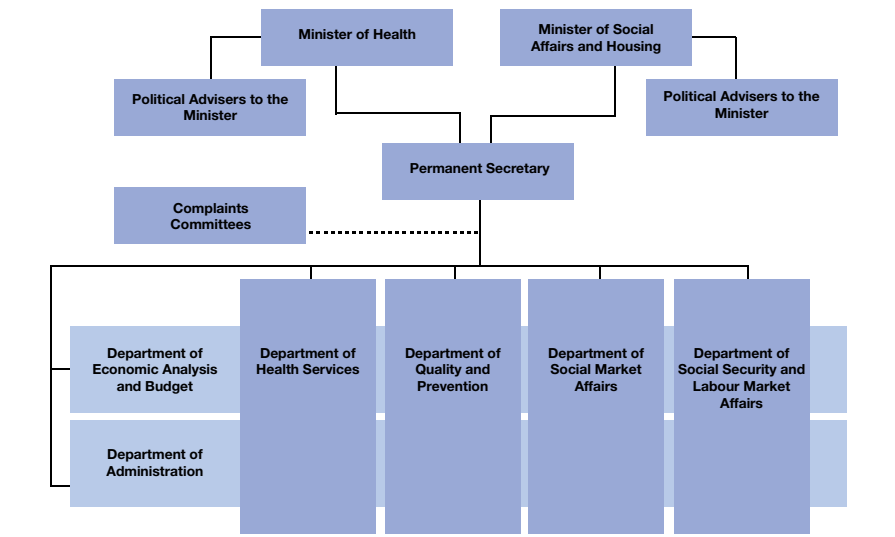 Minister of Health
Minister of Social
Affairs and Housing
Political Advisers to the
Minister
Political Advisers to the
Minister
Permanent Secretary
Complaints
Committees
Department of
Economic Analysis
and Budget
Department of
Health Services
Department of
Quality and
Prevention
Department of
Social Market
Affairs
Department of
Social Security and
Labour Market
Affairs
Department of
Administration